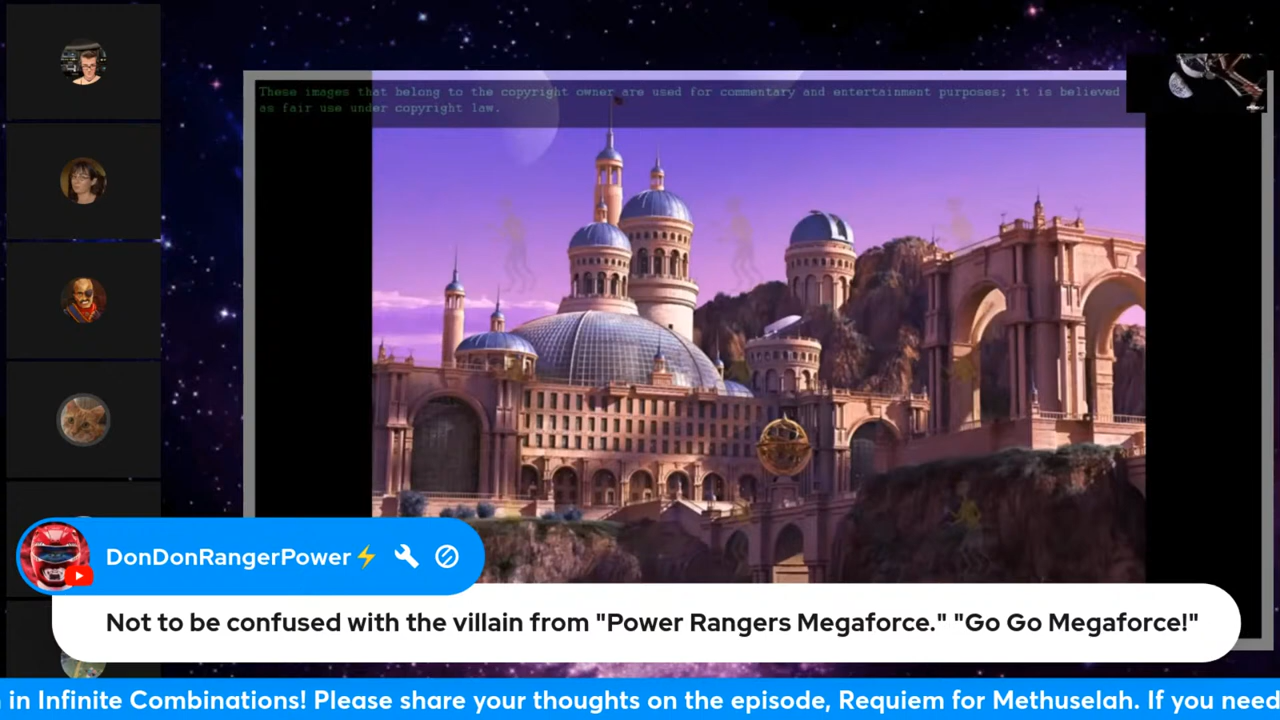 These images that belong to the copyright owner are used for commentary and entertainment purposes; it is believed
as fair use under copyright law.
DonDonRangerPower⚡
Not to be confused with the villain from "Power Rangers Megaforce." "Go Go Megaforce!"
in Infinite Combinations! Please share your thoughts on the episode, Requiem for Methuselah. If you need